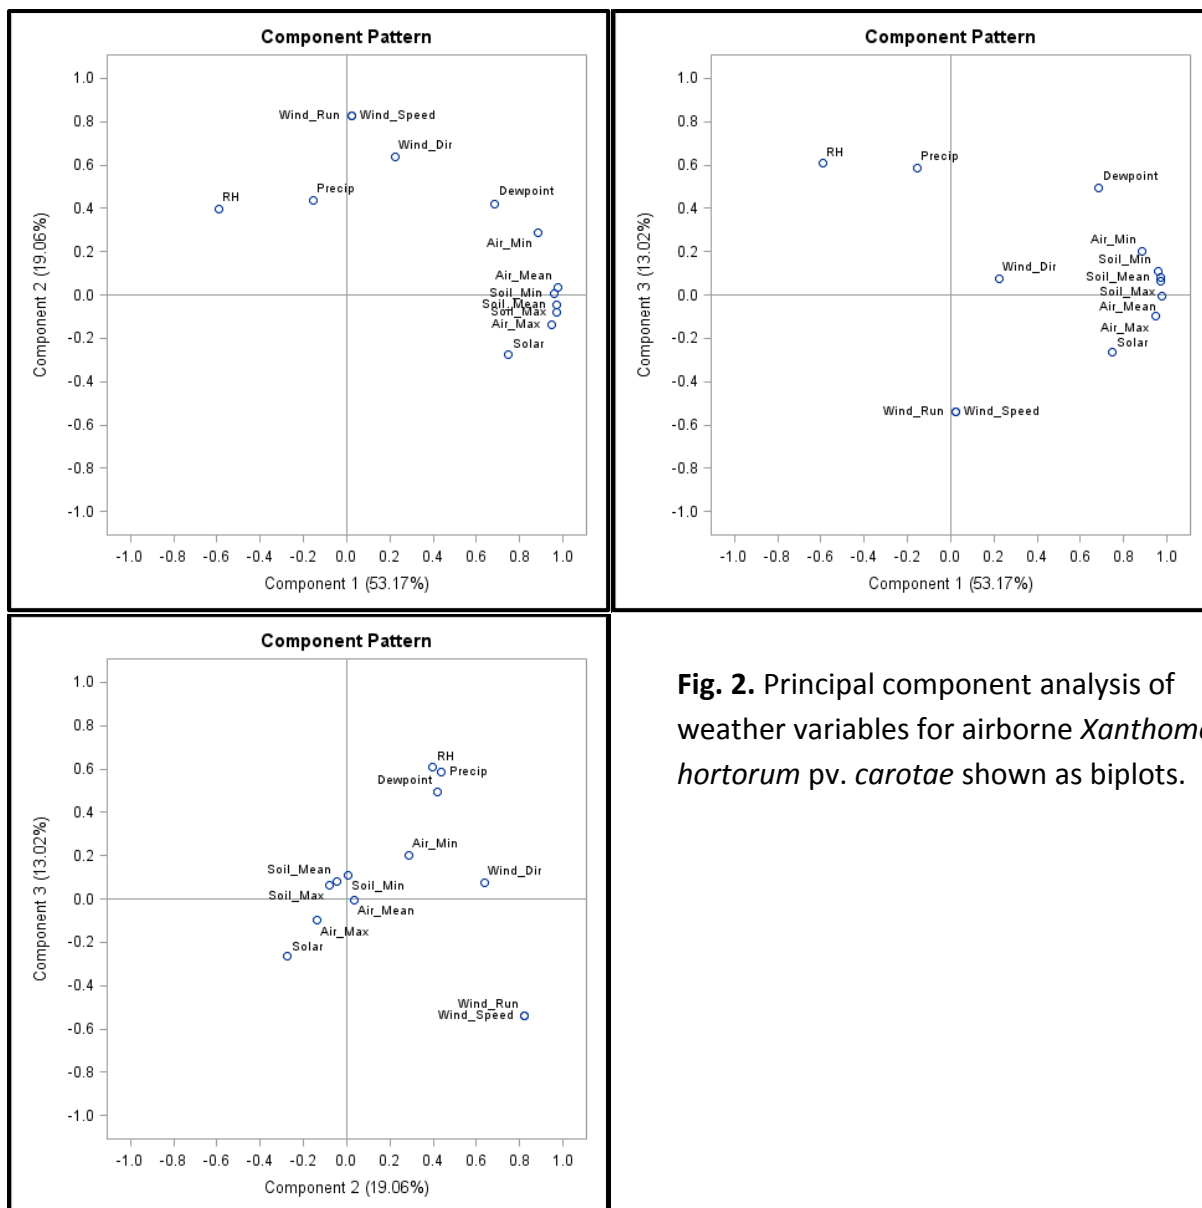 Component Pattern
1.0
0.8
0.6
0.4
0.2
0.0
-0.2
-0.4
-0.6
-0.8
-1.0
Component 2 (19.06%)
Wind_Run Wind_Speed
Wind_Dir
Precip
RH
Dewpoint
Air_Min
Air_Mean
Soil_Min
Soil_Mean
Soil_Max
Air_Max
Solar
-1.0 -0.8 -0.6 -0.4 -0.2 0.0 0.2 0.4 0.6 0.8 1.0
Component 1 (53.17%)
Component Pattern
1.0
0.8
0.6
0.4
0.2
0.0
-0.2
-0.4
-0.6
-0.8
-1.0
Component 3 (13.02%)
RH
Precip
Dewpoint
Air_Min
Soil_Min
Wind_Dir
Soil_Mean
Soil_Max
Air_Mean
Air_Max
Solar
Wind_Run Wind_Speed
-1.0 -0.8 -0.6 -0.4 -0.2 0.0 0.2 0.4 0.6 0.8 1.0
Component 1 (53.17%)
Component Pattern
1.0
0.8
0.6
0.4
0.2
0.0
-0.2
-0.4
-0.6
-0.8
-1.0
Component 3 (13.02%)
RH
Precip
Dewpoint
Air_Min
Soil_Mean
Wind_Dir
Soil_Min
Soil_Max
Air_Mean
Air_Max
Solar
Wind_Run
Wind_Speed
-1.0 -0.8 -0.6 -0.4 -0.2 0.0 0.2 0.4 0.6 0.8 1.0
Component 2 (19.06%)
Fig. 2. Principal component analysis of
weather variables for airborne Xanthom
hortorum pv. carotae shown as biplots.